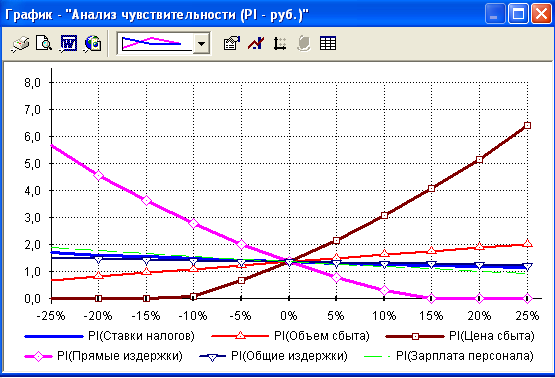 График - "Анализ чувствительности (PI - руб.)"
8,0
7,0
6,0
5,0
4,0
3,0
2,0
1,0
0,0
-25% -20% -15% -10% -5% 0% 5% 10% 15% 20% 25%
PI(Ставки налогов) PI(Объем сбыта) PI(Цена сбыта)
PI(Прямые издержки) PI(Общие издержки) PI(Зарплата персонала)